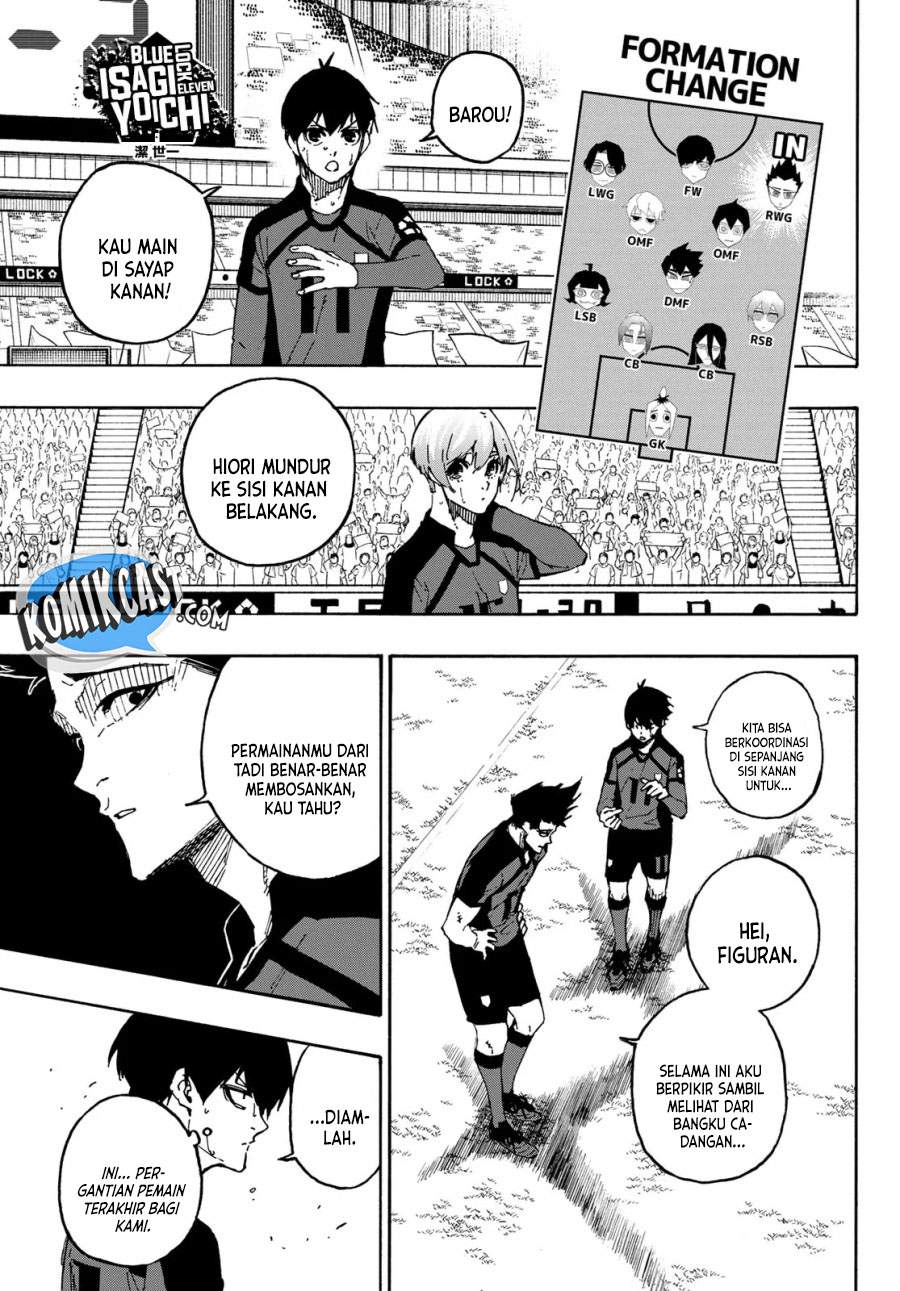 BLUE
LOCK
ELEVEN
ISAGI
YOICHI
潔 世一
BAROU!
KAU MAIN
DI SAYAP
KANAN!
FORMATION
CHANGE
IN
LWG
FW
RWG
OMF
OMF
DMF
LSB
RSB
CB
CB
GK
LOCK
LOCK
HIORI MUNDUR
KE SISI KANAN
BELAKANG.
KOMIKCAST
.COM
KITA BISA
BERKOORDINASI
DI SEPANJANG
SISI KANAN
UNTUK...
HEI,
FIGURAN.
SELAMA INI AKU
BERPIKIR SAMBIL
MELIHAT DARI
BANGKU CA-
DANGAN...
PERMAINANMU DARI
TADI BENAR-BENAR
MEMBOSANKAN,
KAU TAHU?
...DIAM-
LAH.
INI... PER-
GANTIAN PEMAIN
TERAKHIR BAGI
KAMI.